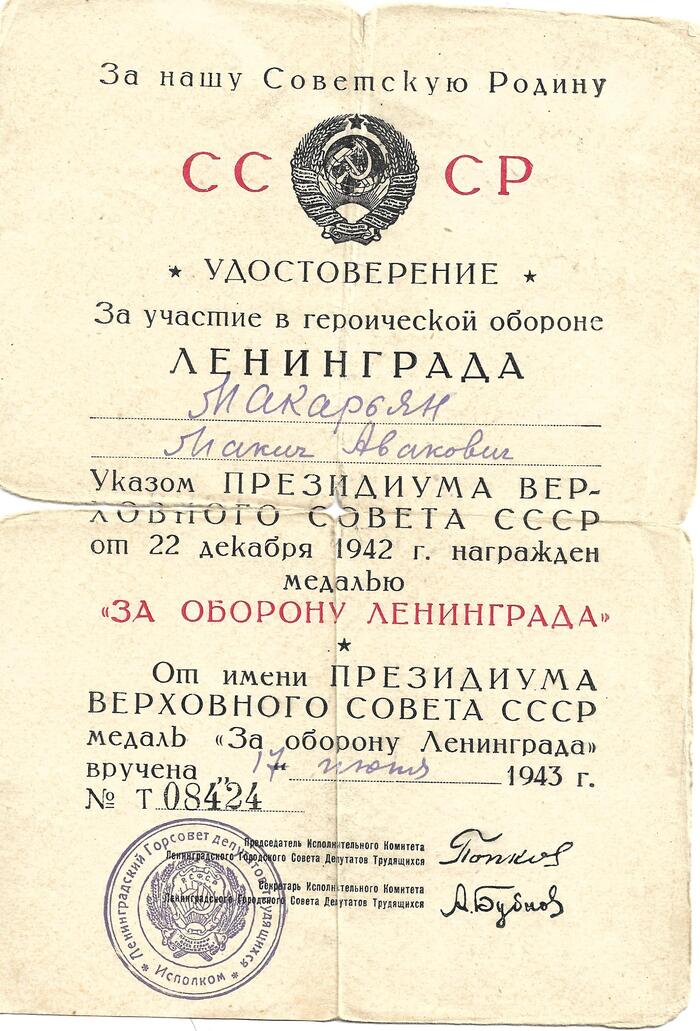 За нашу Советскую Родину
СССР
★ УДОСТОВЕРЕНИЕ ★
За участие в героической обороне
ЛЕНИНГРАДА
Макарьян
Макич Авакович
Указом ПРЕЗИДИУМА ВЕР-
ХОВНОГО СОВЕТА СССР
от 22 декабря 1942 г. награжден
медалью
«ЗА ОБОРОНУ ЛЕНИНГРАДА»
★
От имени ПРЕЗИДИУМА
ВЕРХОВНОГО СОВЕТА СССР
медаль «За оборону Ленинграда»
вручена „17“ июля 1943 г.
№ Т 08424
Председатель Исполнительного Комитета
Ленинградского Городского Совета Депутатов Трудящихся
Попков
Секретарь Исполнительного Комитета
Ленинградского Городского Совета Депутатов Трудящихся
А.Бубнов
Ленинградский Горсовет депутатов трудящихся
★ Исполком ★
РСФСР